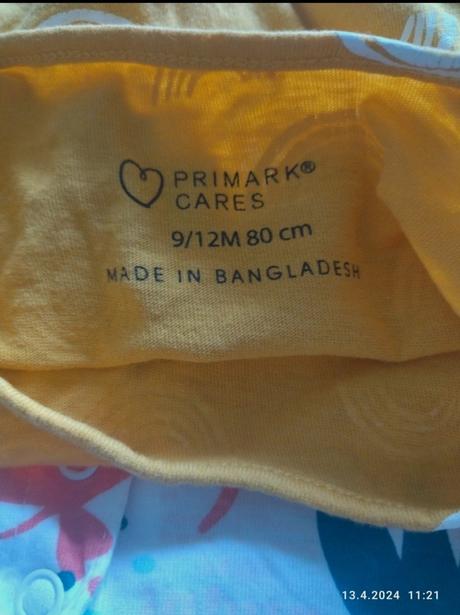 PRIMARK®
CARES
9/12M 80 cm
MADE IN BANGLADESH
13.4.2024 11:21